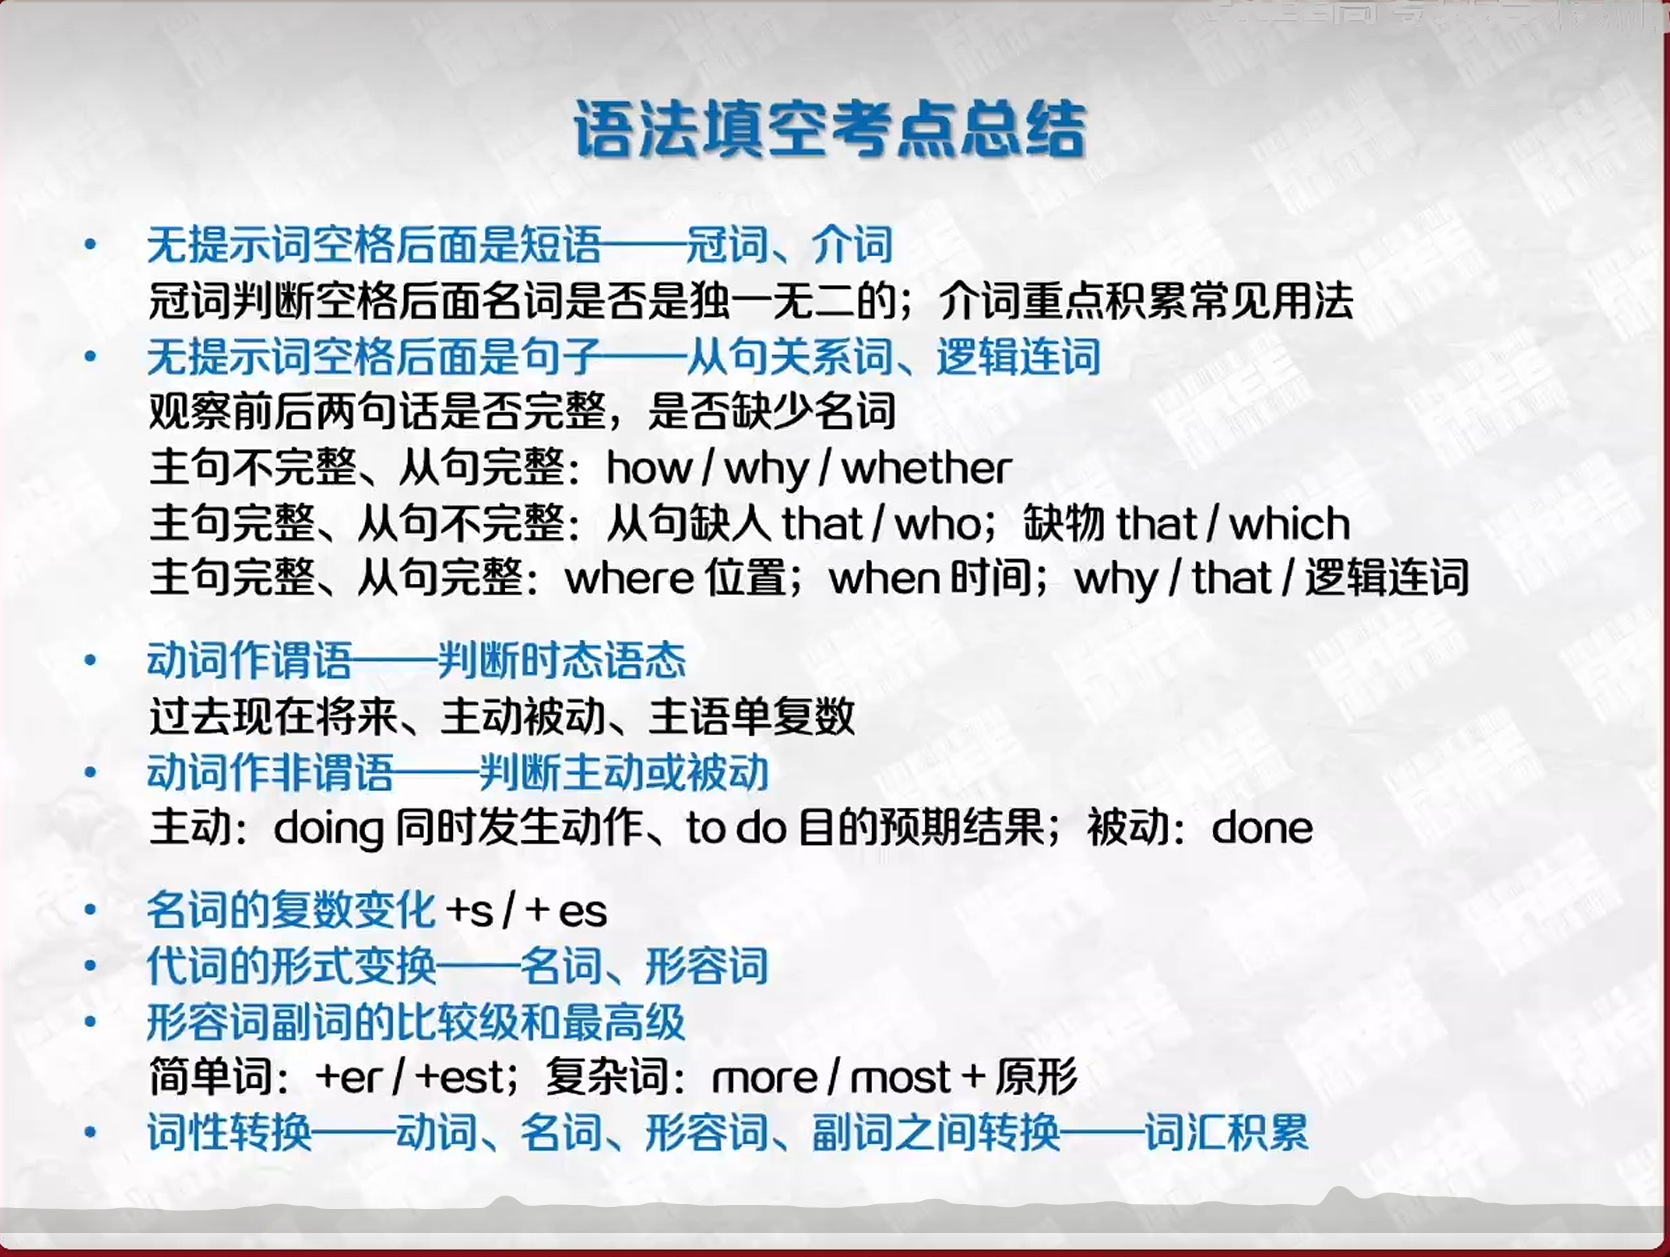 语法填空考点总结
• 无提示词空格后面是短语——冠词、介词
冠词判断空格后面名词是否是独一无二的；介词重点积累常见用法
• 无提示词空格后面是句子——从句关系词、逻辑连词
观察前后两句话是否完整，是否缺少名词
主句不完整、从句完整：how / why / whether
主句完整、从句不完整：从句缺人 that / who；缺物 that / which
主句完整、从句完整：where 位置；when 时间；why / that / 逻辑连词
• 动词作谓语——判断时态语态
过去现在将来、主动被动、主语单复数
• 动词作非谓语——判断主动或被动
主动：doing 同时发生动作、to do 目的预期结果；被动：done
• 名词的复数变化 +s / + es
• 代词的形式变换——名词、形容词
• 形容词副词的比较级和最高级
简单词：+er / +est；复杂词：more / most + 原形
• 词性转换——动词、名词、形容词、副词之间转换——词汇积累